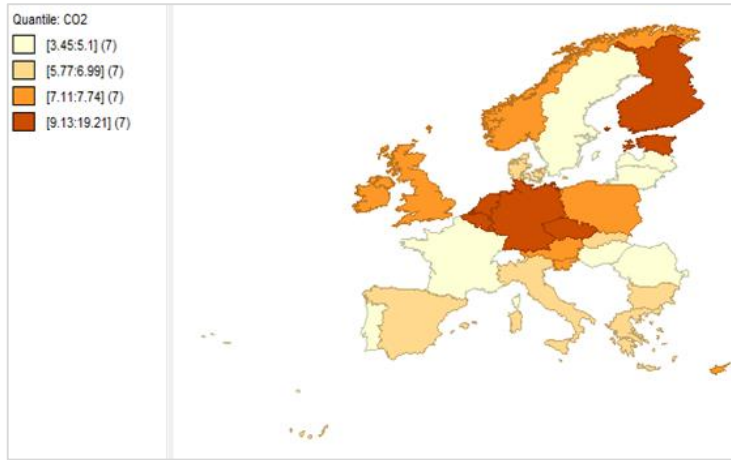 Quantile: CO2
[3.45:5.1] (7)
[5.77:6.99] (7)
[7.11:7.74] (7)
[9.13:19.21] (7)